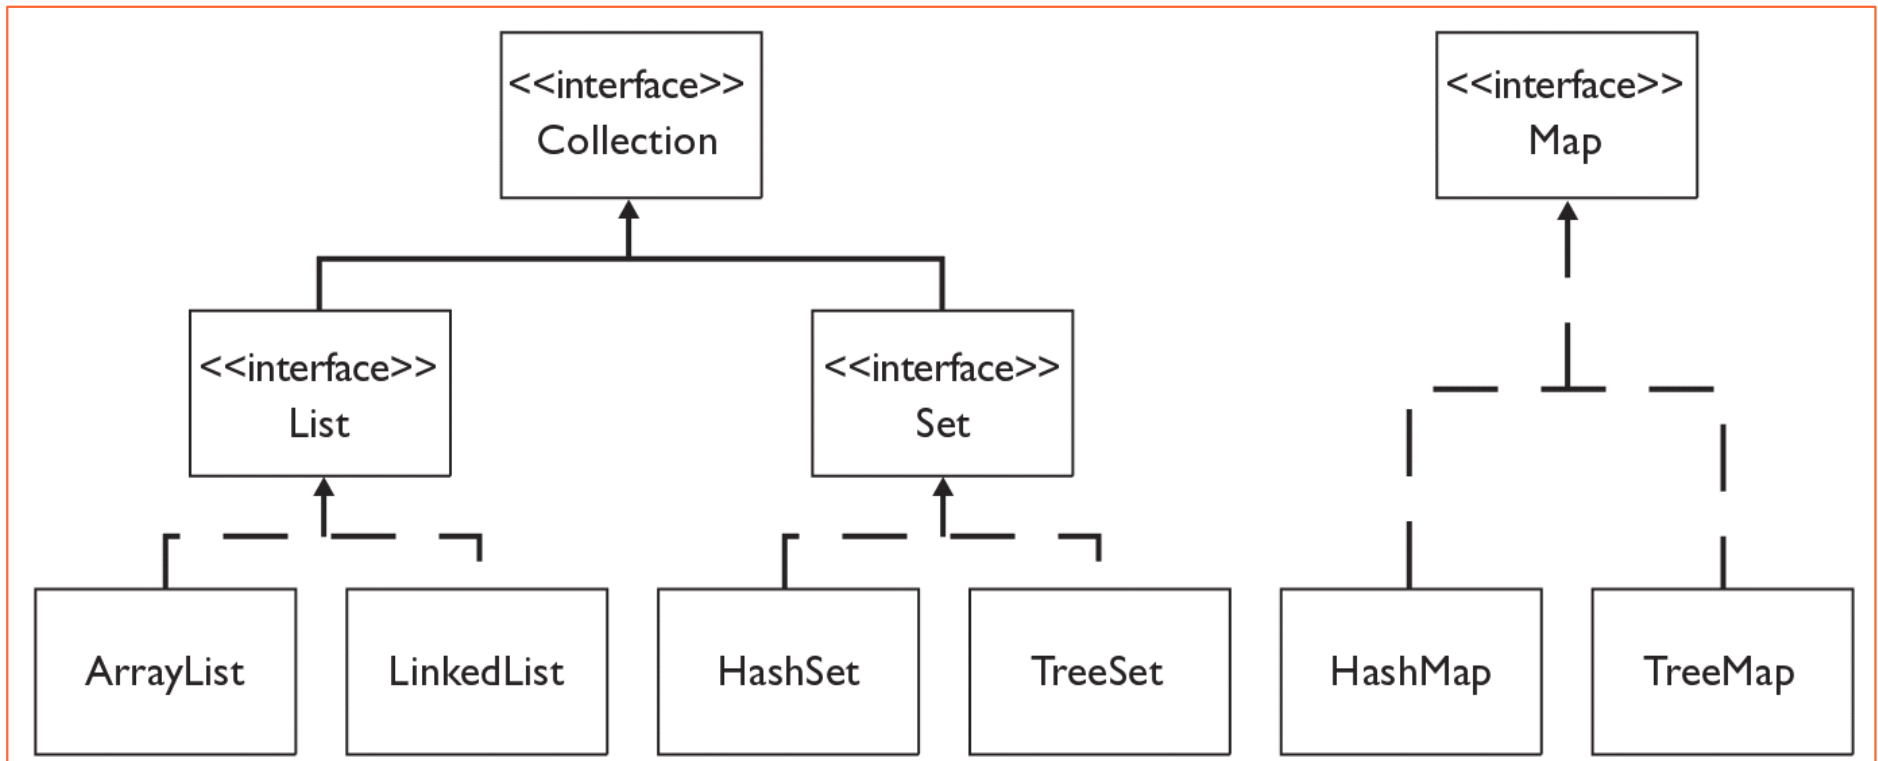 <<interface>>
Collection
<<interface>>
Map
<<interface>>
List
<<interface>>
Set
ArrayList
LinkedList
HashSet
TreeSet
HashMap
TreeMap